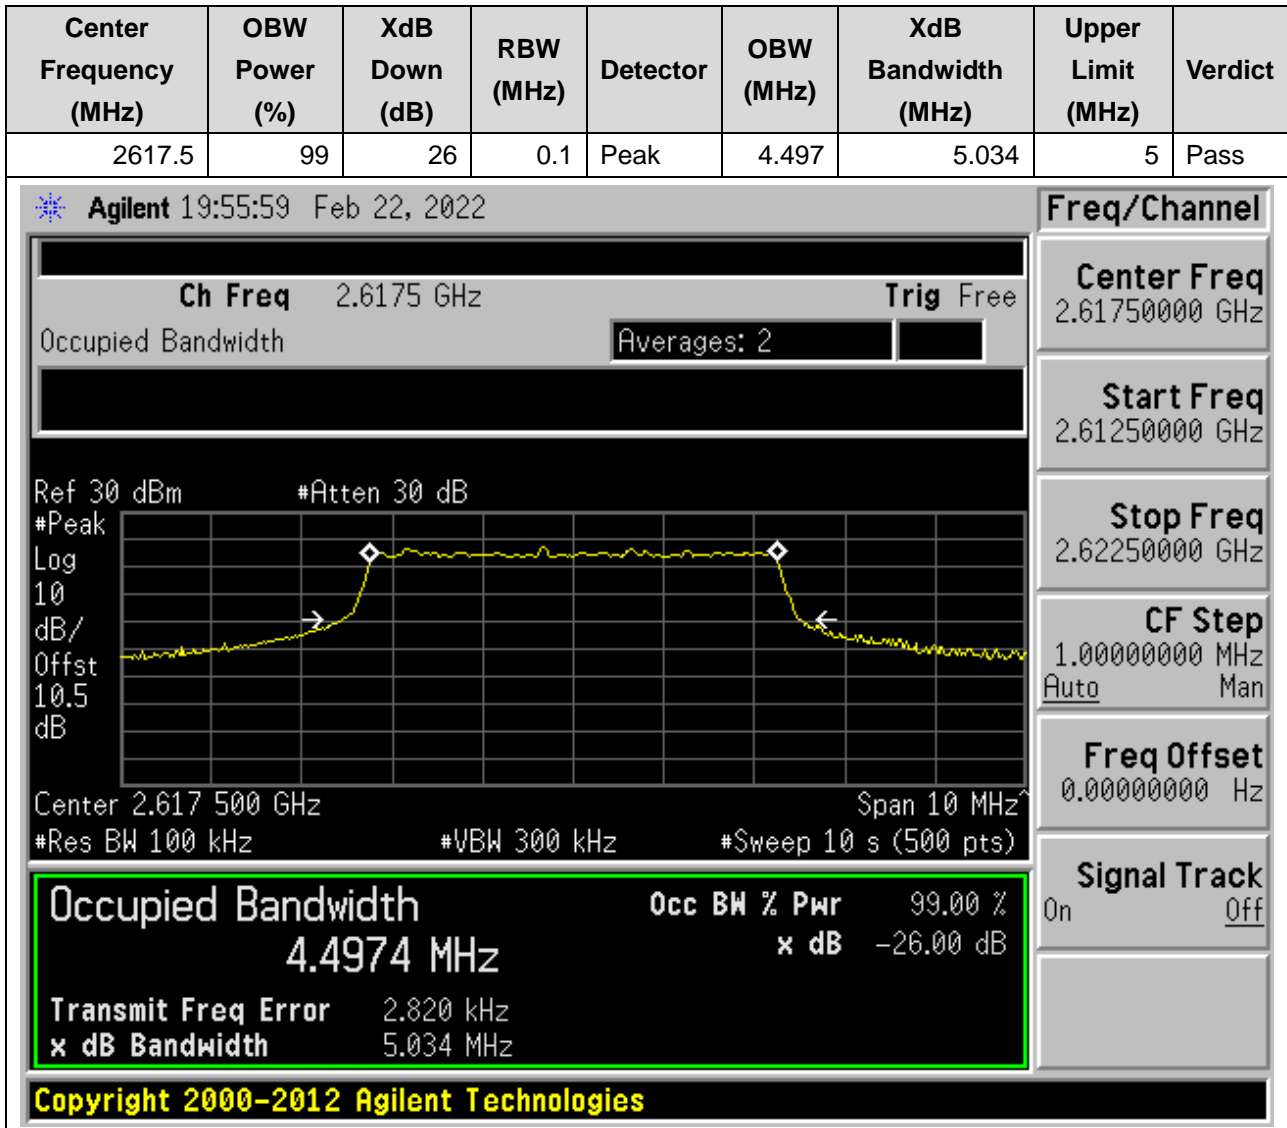 Center Frequency (MHz) OBW Power (%) XdB Down (dB) RBW (MHz) Detector OBW (MHz) XdB Bandwidth (MHz) Upper Limit (MHz) Verdict
2617.5 99 26 0.1 Peak 4.497 5.034 5 Pass
Agilent 19:55:59 Feb 22, 2022
Freq/Channel
Ch Freq 2.6175 GHz Trig Free
Occupied Bandwidth Averages: 2
Center Freq
2.61750000 GHz
Start Freq
2.61250000 GHz
Stop Freq
2.62250000 GHz
CF Step
1.00000000 MHz
Auto Man
Freq Offset
0.00000000 Hz
Signal Track
On Off
Ref 30 dBm #Atten 30 dB
#Peak
Log
10
dB/
Offst
10.5
dB
Center 2.617 500 GHz Span 10 MHz^
#Res BW 100 kHz #VBW 300 kHz #Sweep 10 s (500 pts)
Occupied Bandwidth Occ BW % Pwr 99.00 %
4.4974 MHz x dB -26.00 dB
Transmit Freq Error 2.820 kHz
x dB Bandwidth 5.034 MHz
Copyright 2000-2012 Agilent Technologies